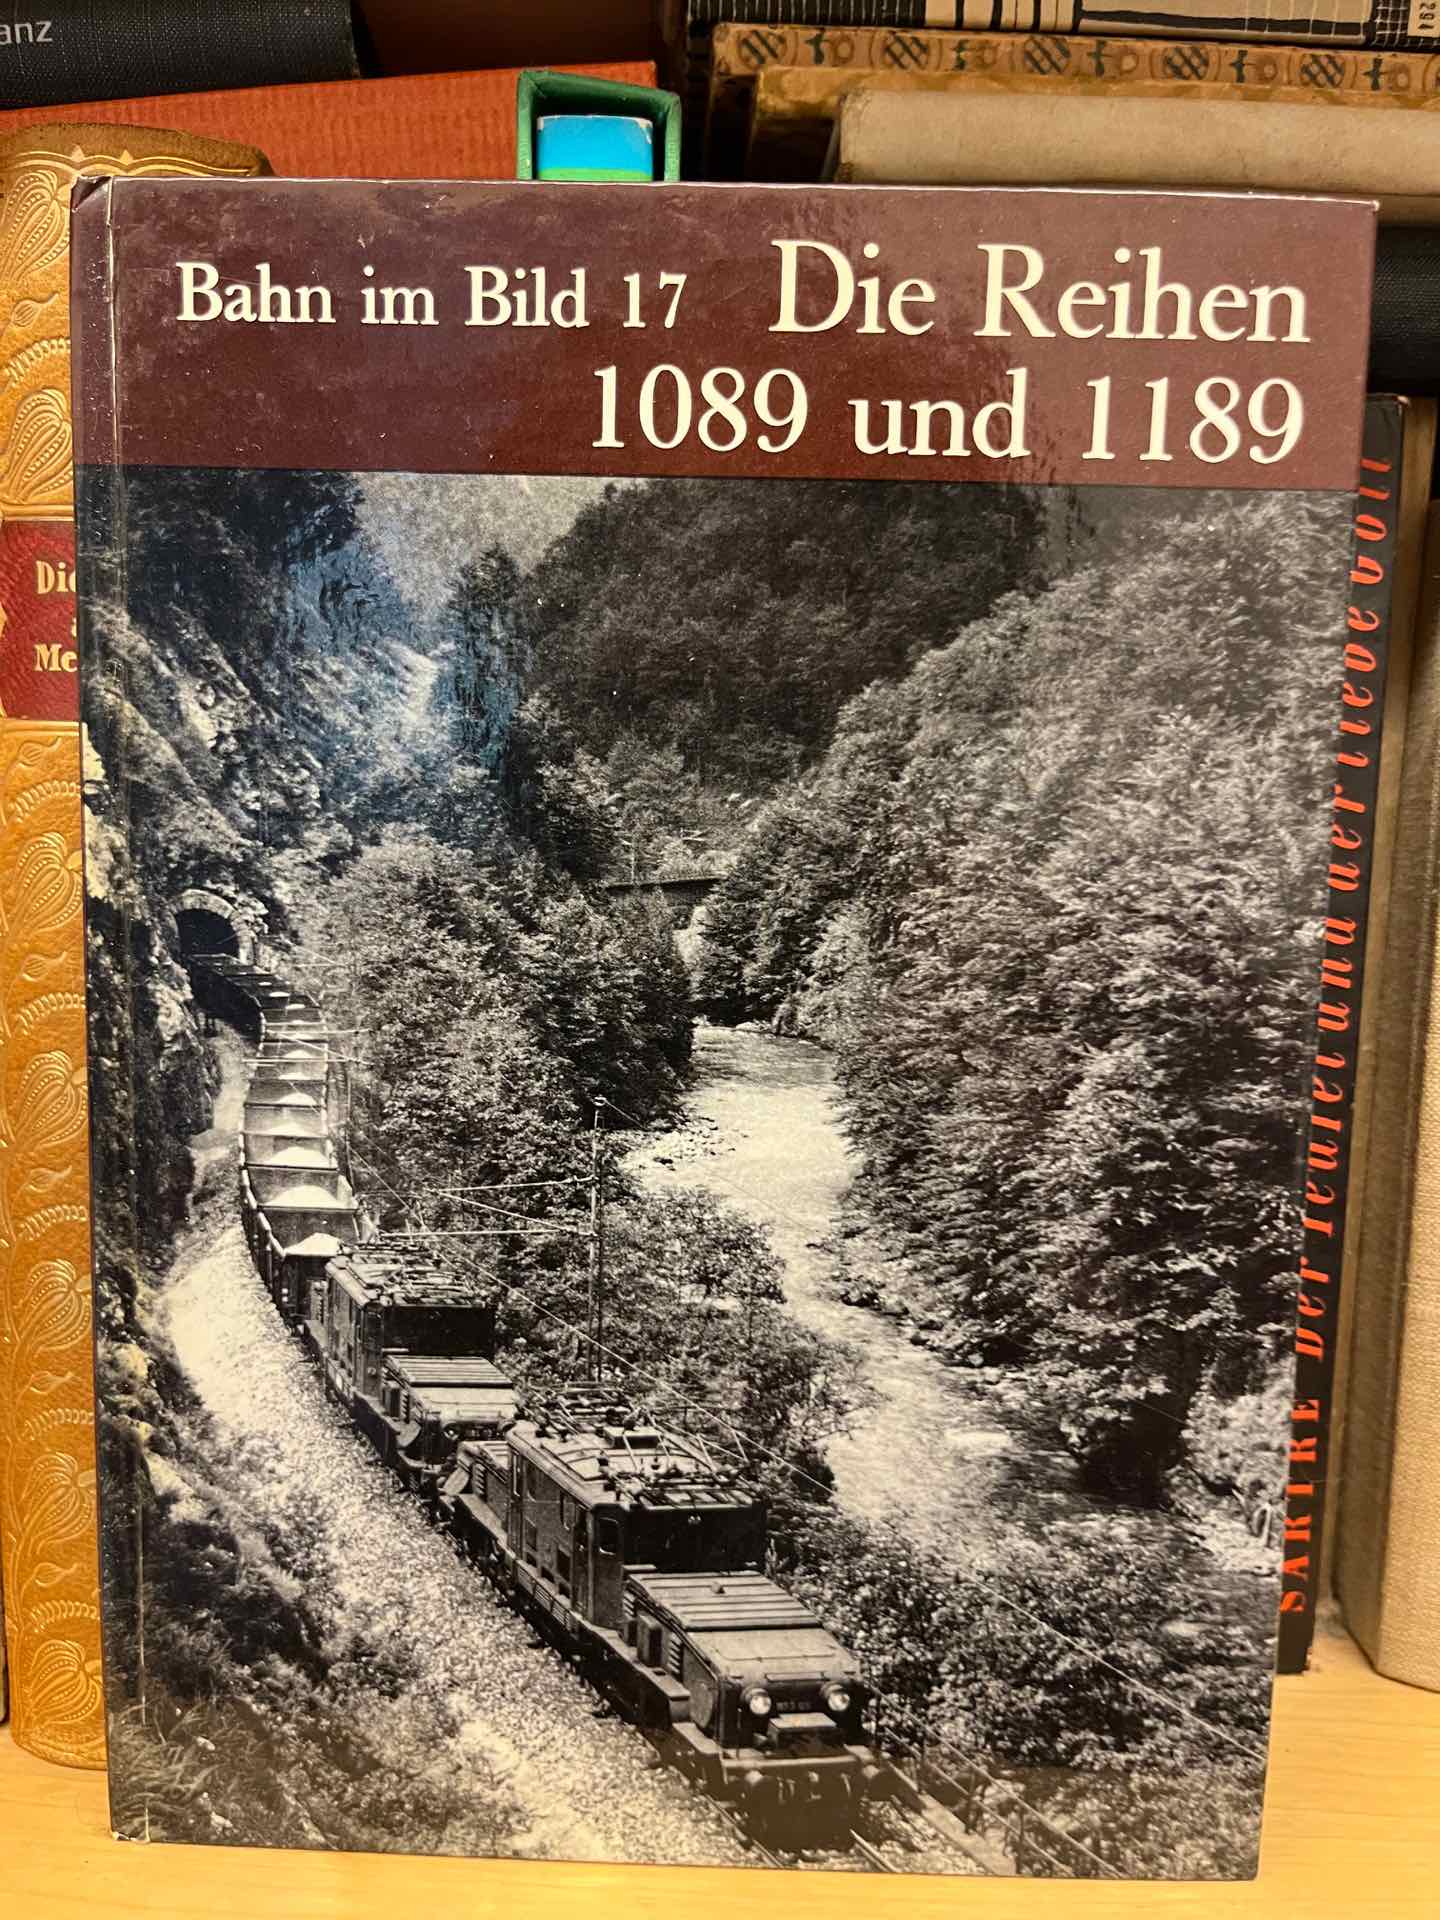 anz
Bahn im Bild 17 Die Reihen
1089 und 1189
Die
Me
SARTRE Der Teufel und der liebe Gott
294